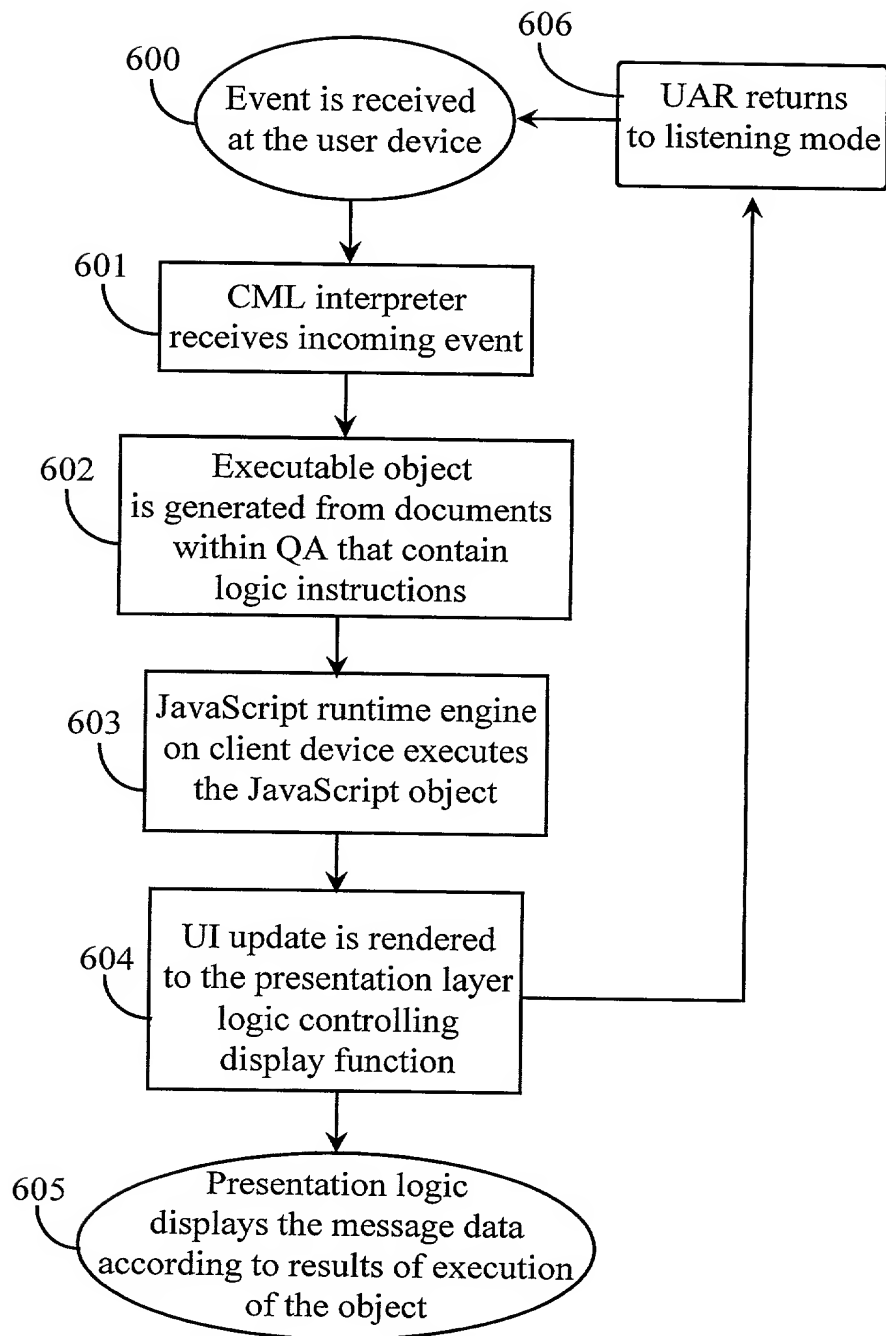 600
Event is received
at the user device
606
UAR returns
to listening mode
601
CML interpreter
receives incoming event
602
Executable object
is generated from documents
within QA that contain
logic instructions
603
JavaScript runtime engine
on client device executes
the JavaScript object
604
UI update is rendered
to the presentation layer
logic controlling
display function
605
Presentation logic
displays the message data
according to results of execution
of the object